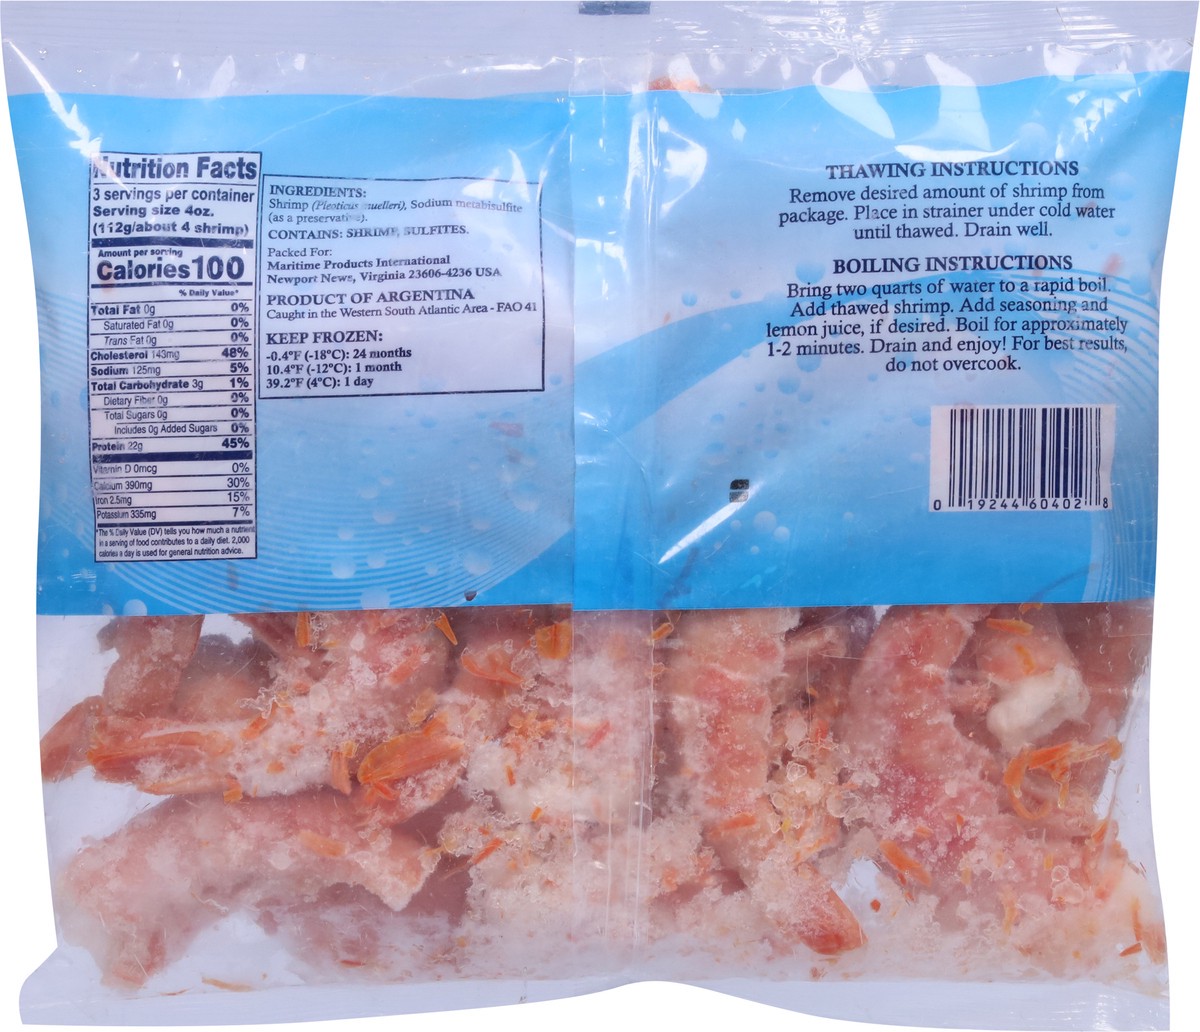 Nutrition Facts
3 servings per container
Serving size 4oz.
(112g/about 4 shrimp)
Amount per serving
Calories 100
% Daily Value*
Total Fat 0g 0%
Saturated Fat 0g 0%
Trans Fat 0g 0%
Cholesterol 143mg 48%
Sodium 125mg 5%
Total Carbohydrate 3g 1%
Dietary Fiber 0g 0%
Total Sugars 0g 0%
Includes 0g Added Sugars 0%
Protein 22g 45%
Vitamin D 0mcg 0%
Calcium 390mg 30%
Iron 2.5mg 15%
Potassium 335mg 7%
*The % Daily Value (DV) tells you how much a nutrient
in a serving of food contributes to a daily diet. 2,000
calories a day is used for general nutrition advice.
INGREDIENTS:
Shrimp (Pleoticus muelleri), Sodium metabisulfite
(as a preservative).
CONTAINS: SHRIMP, SULFITES.
Packed For:
Maritime Products International
Newport News, Virginia 23606-4236 USA
PRODUCT OF ARGENTINA
Caught in the Western South Atlantic Area - FAO 41
KEEP FROZEN:
-0.4°F (-18°C): 24 months
10.4°F (-12°C): 1 month
39.2°F (4°C): 1 day
THAWING INSTRUCTIONS
Remove desired amount of shrimp from
package. Place in strainer under cold water
until thawed. Drain well.
BOILING INSTRUCTIONS
Bring two quarts of water to a rapid boil.
Add thawed shrimp. Add seasoning and
lemon juice, if desired. Boil for approximately
1-2 minutes. Drain and enjoy! For best results,
do not overcook.
0 19244 60402 8